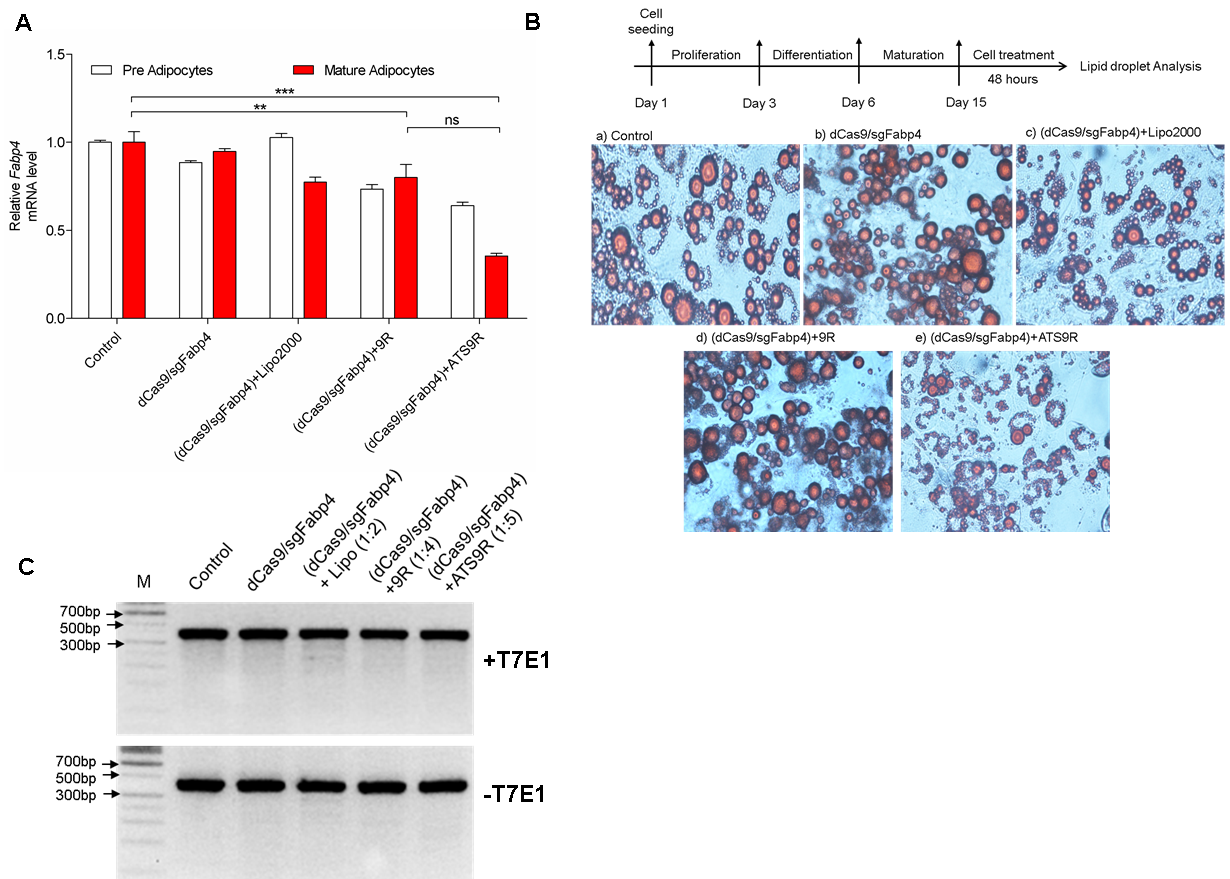 A
1.5
1.0
0.5
0.0
Relative Fabp4
mRNA level
Pre Adipocytes
Mature Adipocytes
***
**
ns
Control
dCas9/sgFabp4
(dCas9/sgFabp4)+Lipo2000
(dCas9/sgFabp4)+9R
(dCas9/sgFabp4)+ATS9R
B
Cell
seeding
Proliferation
Differentiation
Maturation
Cell treatment
48 hours
Lipid droplet Analysis
Day 1
Day 3
Day 6
Day 15
a) Control
b) dCas9/sgFabp4
c) (dCas9/sgFabp4)+Lipo2000
d) (dCas9/sgFabp4)+9R
e) (dCas9/sgFabp4)+ATS9R
C
M
Control
dCas9/sgFabp4
(dCas9/sgFabp4)
+ Lipo (1:2)
(dCas9/sgFabp4)
+9R (1:4)
(dCas9/sgFabp4)
+ATS9R (1:5)
700bp
500bp
300bp
+T7E1
700bp
500bp
300bp
-T7E1